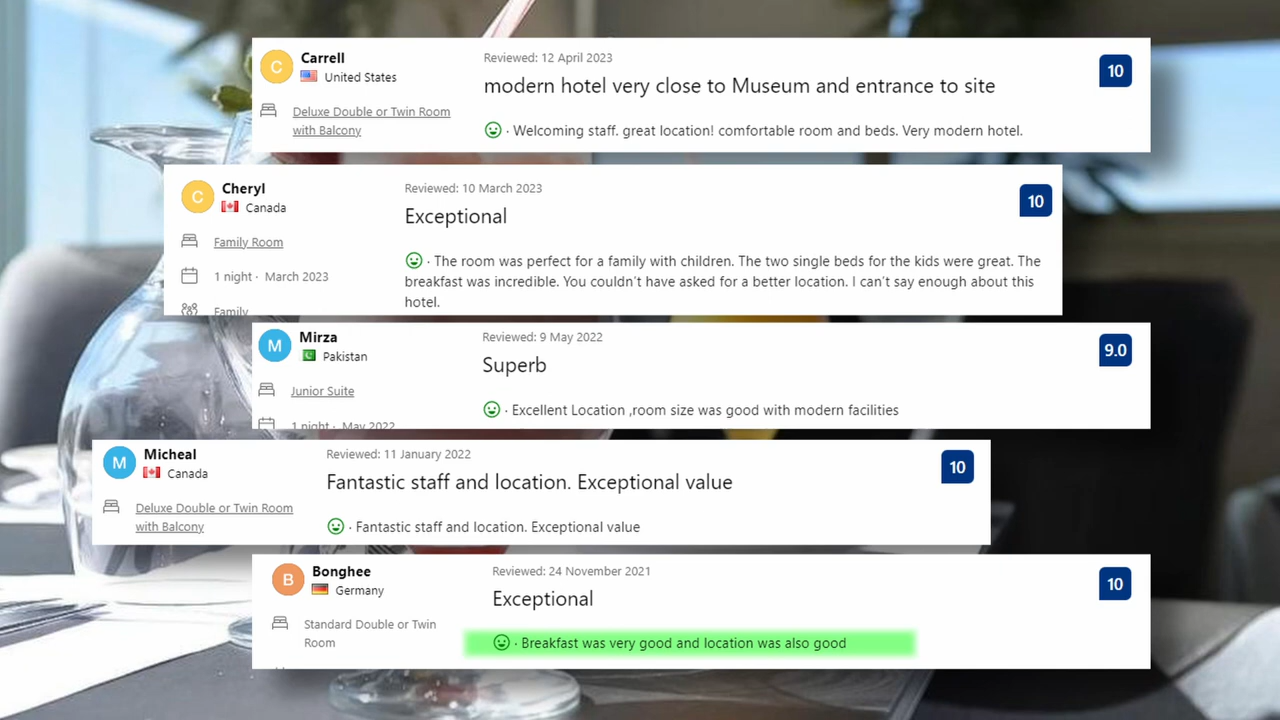 C
Carrell
United States
Deluxe Double or Twin Room
with Balcony
Reviewed: 12 April 2023
modern hotel very close to Museum and entrance to site
· Welcoming staff. great location! comfortable room and beds. Very modern hotel.
10
C
Cheryl
Canada
Family Room
1 night · March 2023
Family
Reviewed: 10 March 2023
Exceptional
· The room was perfect for a family with children. The two single beds for the kids were great. The
breakfast was incredible. You couldn't have asked for a better location. I can't say enough about this
hotel.
10
M
Mirza
Pakistan
Junior Suite
1 night · May 2022
Reviewed: 9 May 2022
Superb
· Excellent Location ,room size was good with modern facilities
9.0
M
Micheal
Canada
Deluxe Double or Twin Room
with Balcony
Reviewed: 11 January 2022
Fantastic staff and location. Exceptional value
· Fantastic staff and location. Exceptional value
10
B
Bonghee
Germany
Standard Double or Twin
Room
Reviewed: 24 November 2021
Exceptional
· Breakfast was very good and location was also good
10